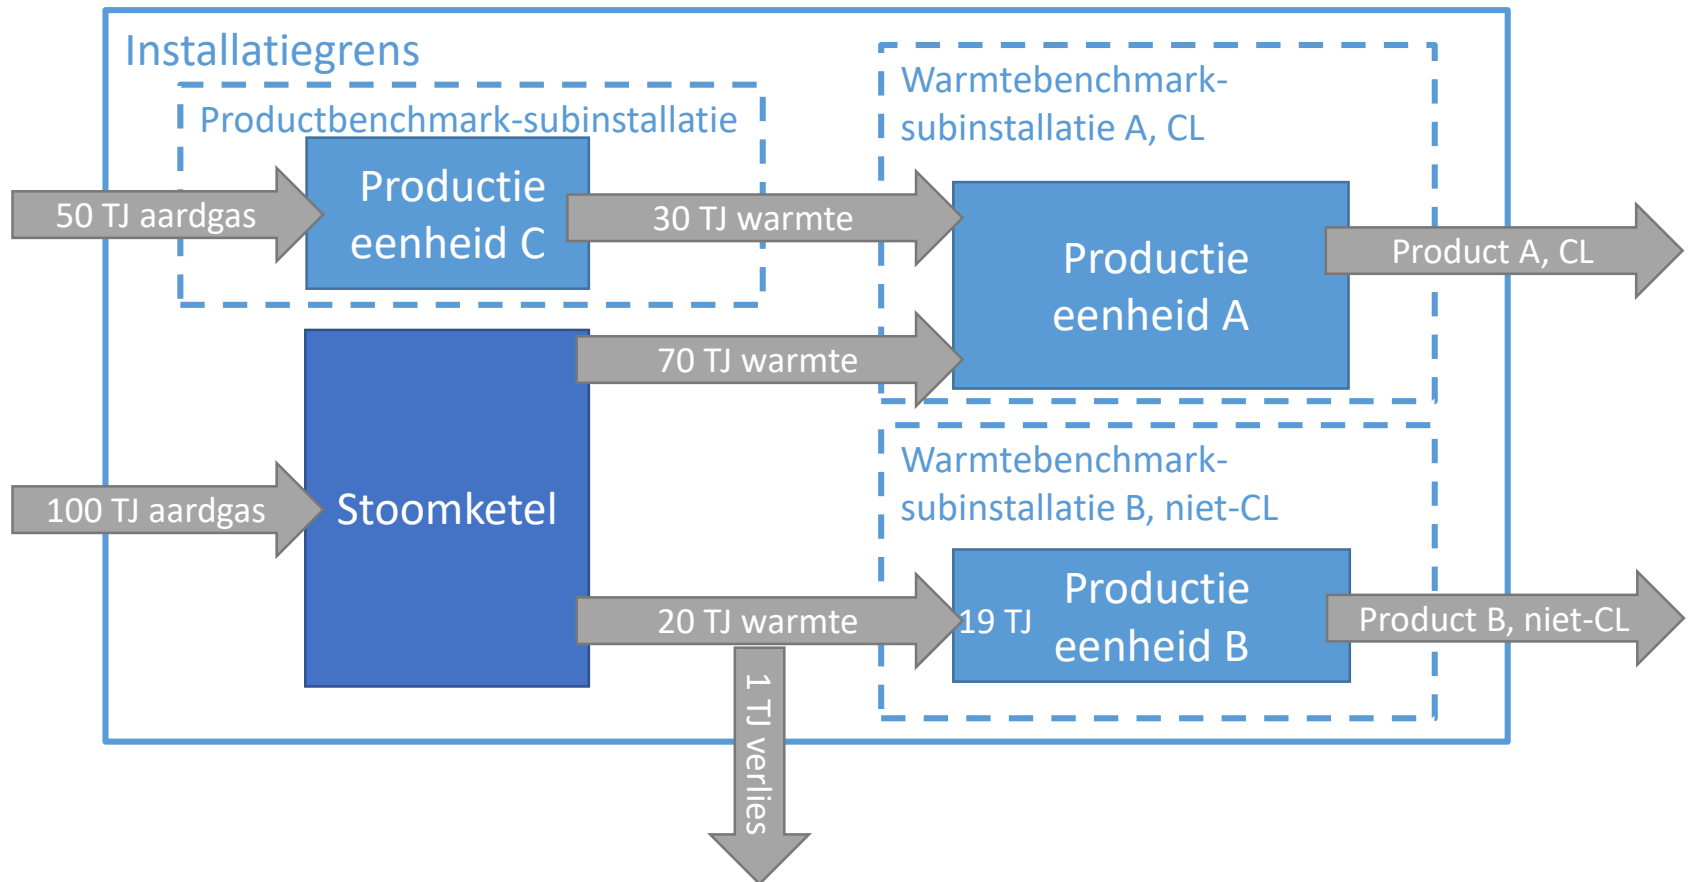 Installatiegrens
Productbenchmark-subinstallatie
50 TJ aardgas
Productie
eenheid C
30 TJ warmte
Warmtebenchmark-
subinstallatie A, CL
Productie
eenheid A
Product A, CL
70 TJ warmte
100 TJ aardgas
Stoomketel
20 TJ warmte
1 TJ verlies
Warmtebenchmark-
subinstallatie B, niet-CL
19 TJ
Productie
eenheid B
Product B, niet-CL